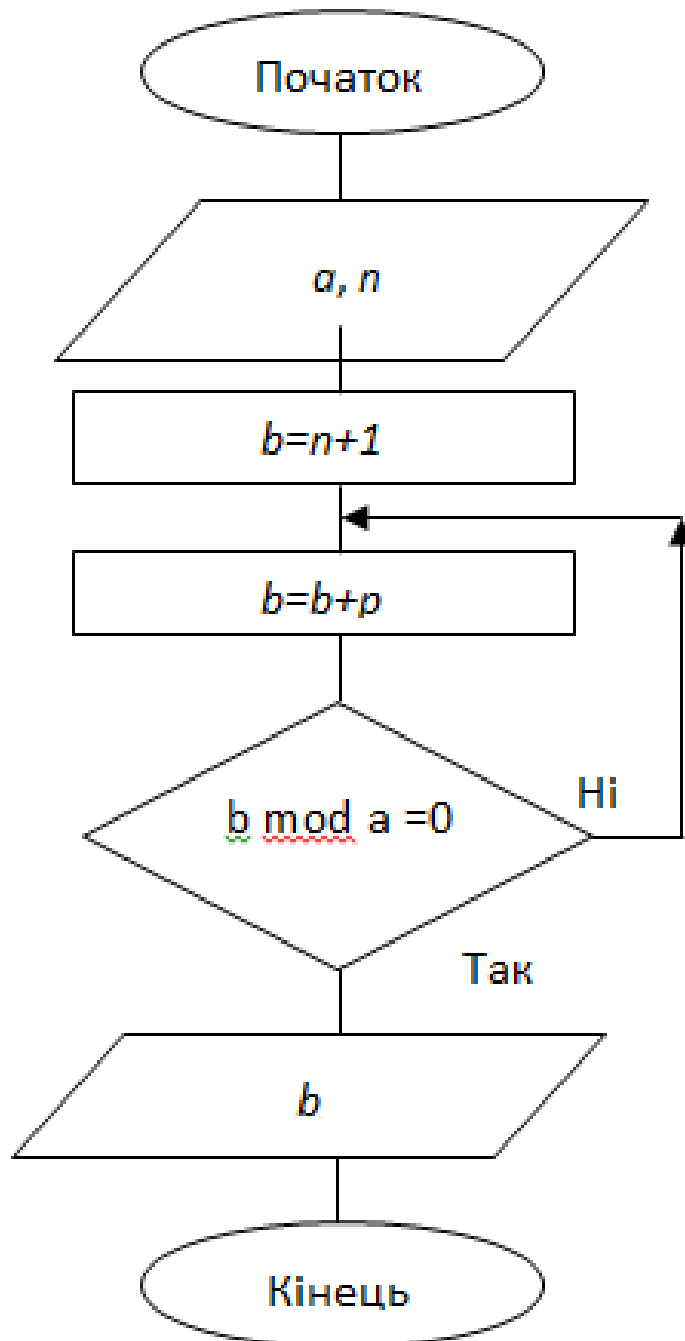 Початок
a, n
b=n+1
b=b+p
b mod a =0
Ні
Так
b
Кінець